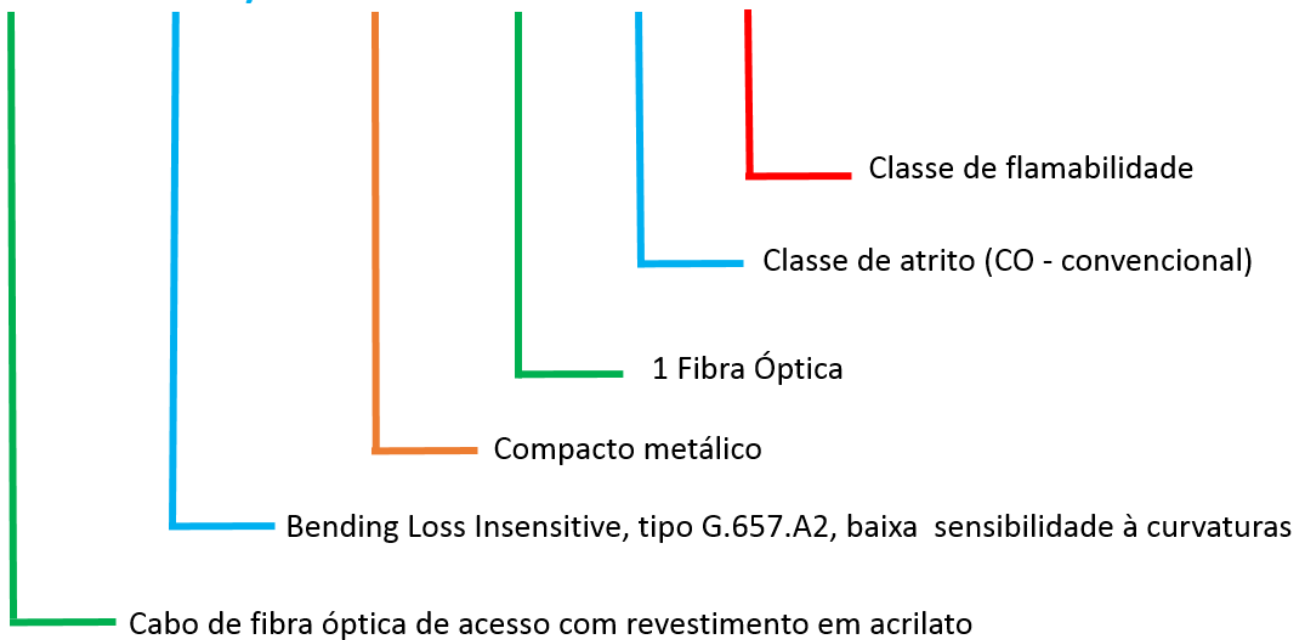 Classe de flamabilidade
Classe de atrito (CO - convencional)
1 Fibra Óptica
Compacto metálico
Bending Loss Insensitive, tipo G.657.A2, baixa sensibilidade à curvaturas
Cabo de fibra óptica de acesso com revestimento em acrilato